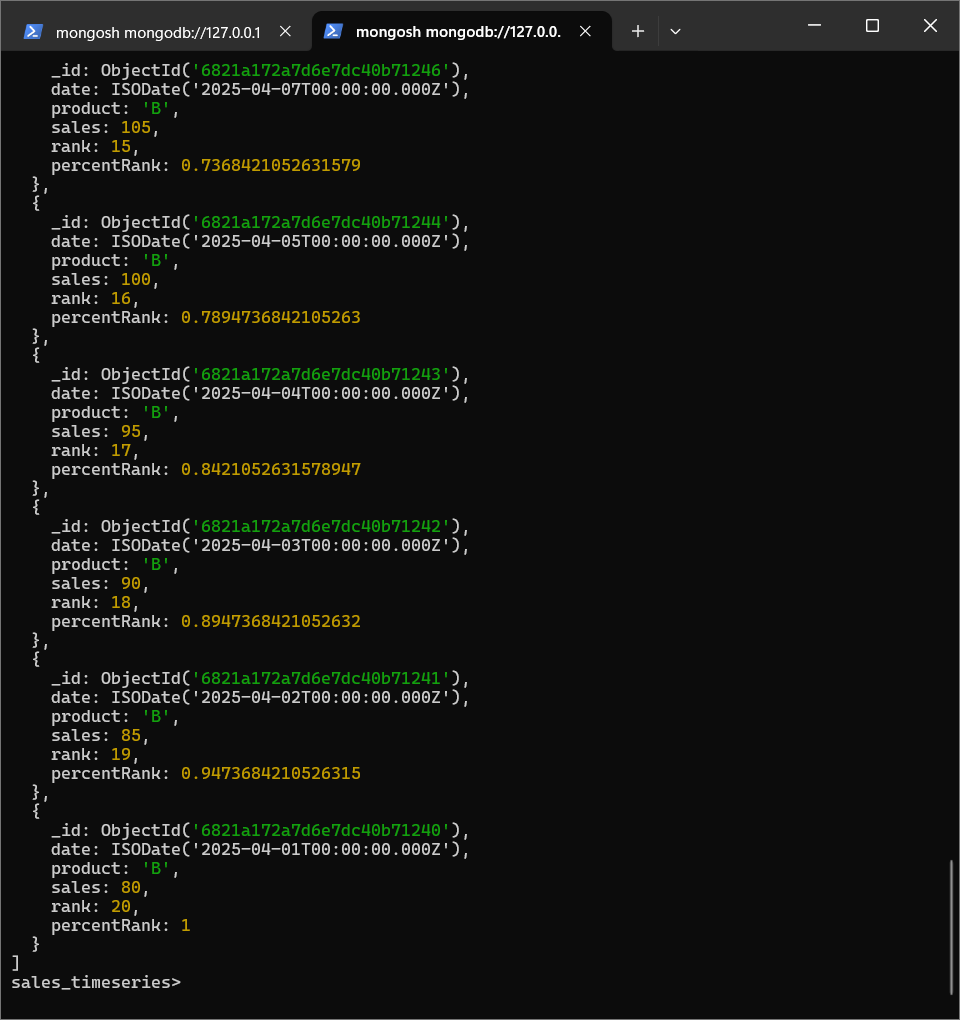 mongosh mongodb://127.0.0.1
mongosh mongodb://127.0.0.
    _id: ObjectId('6821a172a7d6e7dc40b71246'),
    date: ISODate('2025-04-07T00:00:00.000Z'),
    product: 'B',
    sales: 105,
    rank: 15,
    percentRank: 0.7368421052631579
  },
  {
    _id: ObjectId('6821a172a7d6e7dc40b71244'),
    date: ISODate('2025-04-05T00:00:00.000Z'),
    product: 'B',
    sales: 100,
    rank: 16,
    percentRank: 0.7894736842105263
  },
  {
    _id: ObjectId('6821a172a7d6e7dc40b71243'),
    date: ISODate('2025-04-04T00:00:00.000Z'),
    product: 'B',
    sales: 95,
    rank: 17,
    percentRank: 0.8421052631578947
  },
  {
    _id: ObjectId('6821a172a7d6e7dc40b71242'),
    date: ISODate('2025-04-03T00:00:00.000Z'),
    product: 'B',
    sales: 90,
    rank: 18,
    percentRank: 0.8947368421052632
  },
  {
    _id: ObjectId('6821a172a7d6e7dc40b71241'),
    date: ISODate('2025-04-02T00:00:00.000Z'),
    product: 'B',
    sales: 85,
    rank: 19,
    percentRank: 0.9473684210526315
  },
  {
    _id: ObjectId('6821a172a7d6e7dc40b71240'),
    date: ISODate('2025-04-01T00:00:00.000Z'),
    product: 'B',
    sales: 80,
    rank: 20,
    percentRank: 1
  }
]
sales_timeseries>